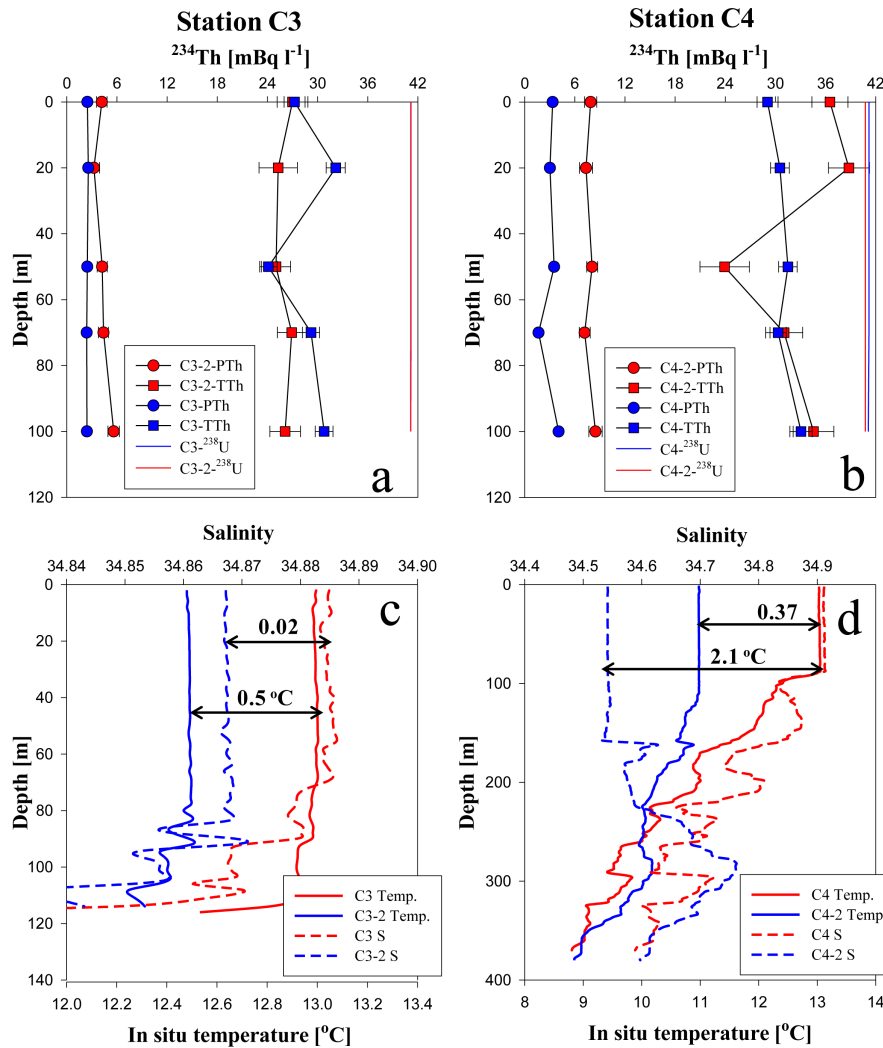 Station C3
Station C4
²³⁴Th [mBq l⁻¹]
²³⁴Th [mBq l⁻¹]
0 6 12 18 24 30 36 42
0 6 12 18 24 30 36 42
0
20
40
60
80
100
120
Depth [m]
C3-2-PTh
C3-2-TTh
C3-PTh
C3-TTh
C3-²³⁸U
C3-2-²³⁸U
a
0
20
40
60
80
100
120
Depth [m]
C4-2-PTh
C4-2-TTh
C4-PTh
C4-TTh
C4-²³⁸U
C4-2-²³⁸U
b
Salinity
34.84 34.85 34.86 34.87 34.88 34.89 34.90
0
20
40
60
80
100
120
140
Depth [m]
c
0.02
0.5 ᵒC
C3 Temp.
C3-2 Temp.
C3 S
C3-2 S
12.0 12.2 12.4 12.6 12.8 13.0 13.2 13.4
In situ temperature [ᵒC]
Salinity
34.4 34.5 34.6 34.7 34.8 34.9
0
100
200
300
400
Depth [m]
d
0.37
2.1 ᵒC
C4 Temp.
C4-2 Temp
C4 S
C4-2 S
8 9 10 11 12 13 14
In situ temperature [ᵒC]